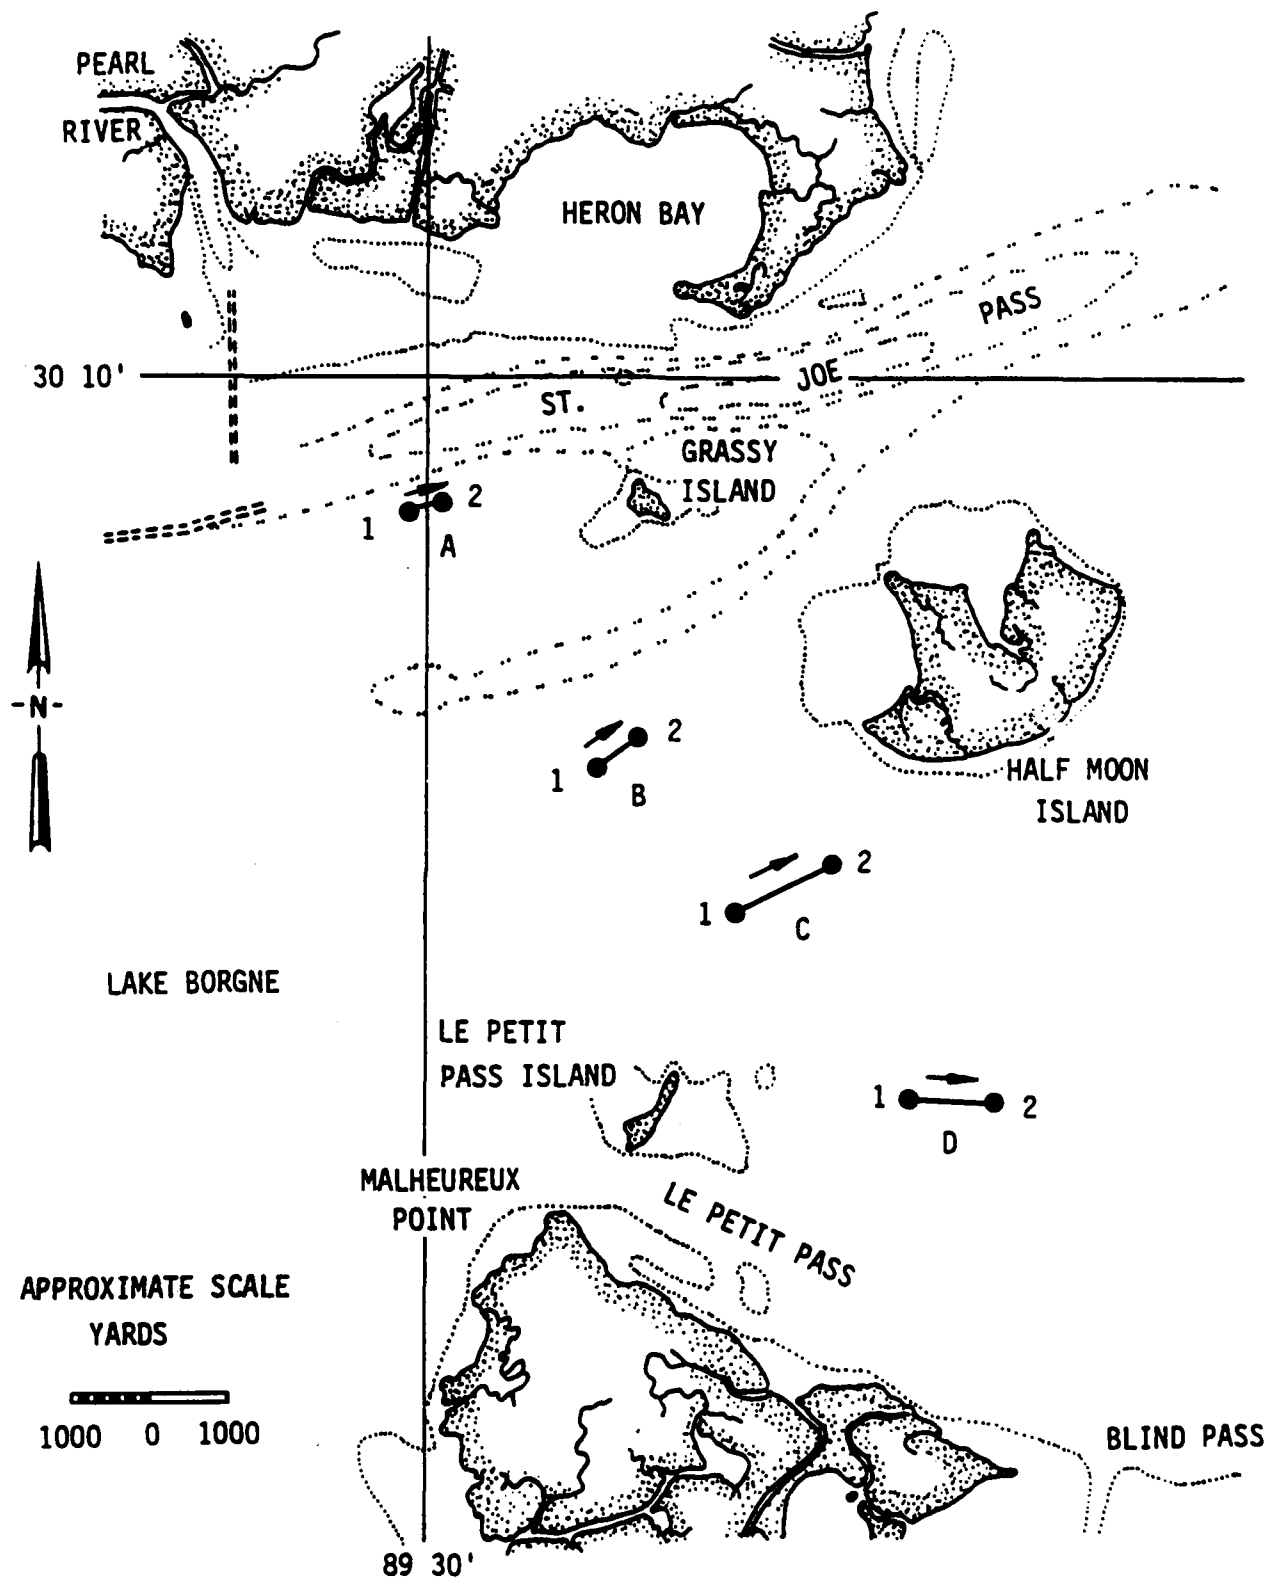 PEARL
RIVER
HERON BAY
PASS
30 10'
JOE
ST.
GRASSY
ISLAND
1
2
A
-N-
1
2
B
HALF MOON
ISLAND
1
2
C
LAKE BORGNE
LE PETIT
PASS ISLAND
1
2
D
MALHEUREUX
POINT
LE PETIT PASS
APPROXIMATE SCALE
YARDS
1000 0 1000
BLIND PASS
89 30'